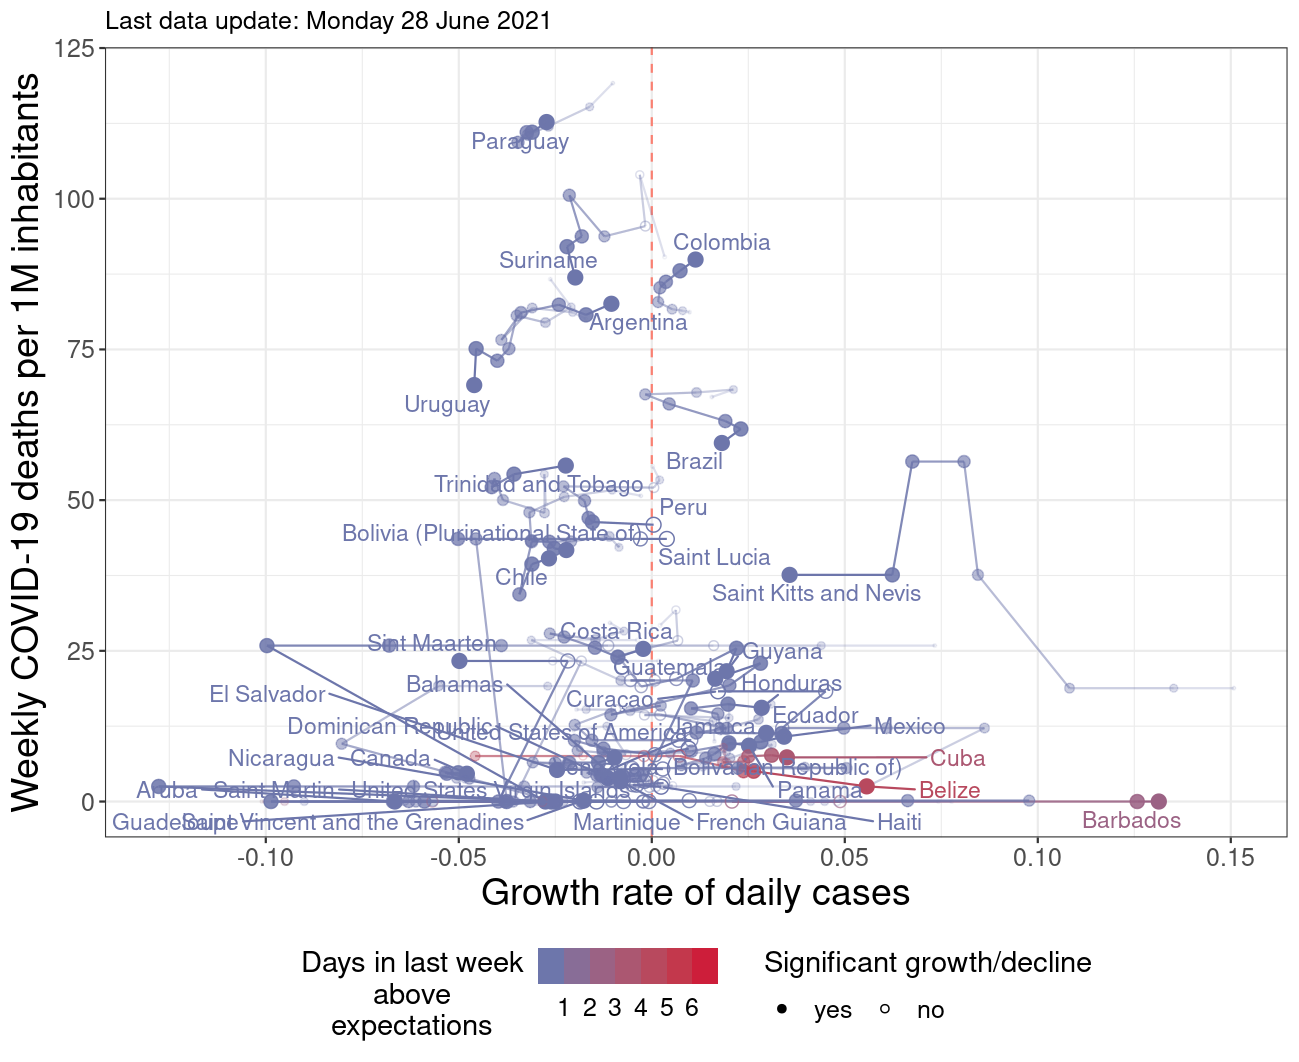 Last data update: Monday 28 June 2021
Weekly COVID-19 deaths per 1M inhabitants
125
100
75
50
25
0
Paraguay
Colombia
Suriname
Argentina
Uruguay
Brazil
Trinidad and Tobago
Peru
Bolivia (Plurinational State of)
Saint Lucia
Chile
Saint Kitts and Nevis
Costa Rica
Sint Maarten
Guyana
Guatemala
Bahamas
Honduras
El Salvador
Curacao
Ecuador
Dominican Republic
United States of America
Jamaica
Mexico
Nicaragua
Canada
Cuba
(Bolivarian Republic of)
Aruba
Saint Martin
United States Virgin Islands
Panama
Belize
Guadeloupe
Saint Vincent and the Grenadines
Martinique
French Guiana
Haiti
Barbados
-0.10
-0.05
0.00
0.05
0.10
0.15
Growth rate of daily cases
Days in last week
above
expectations
1 2 3 4 5 6
Significant growth/decline
yes
no